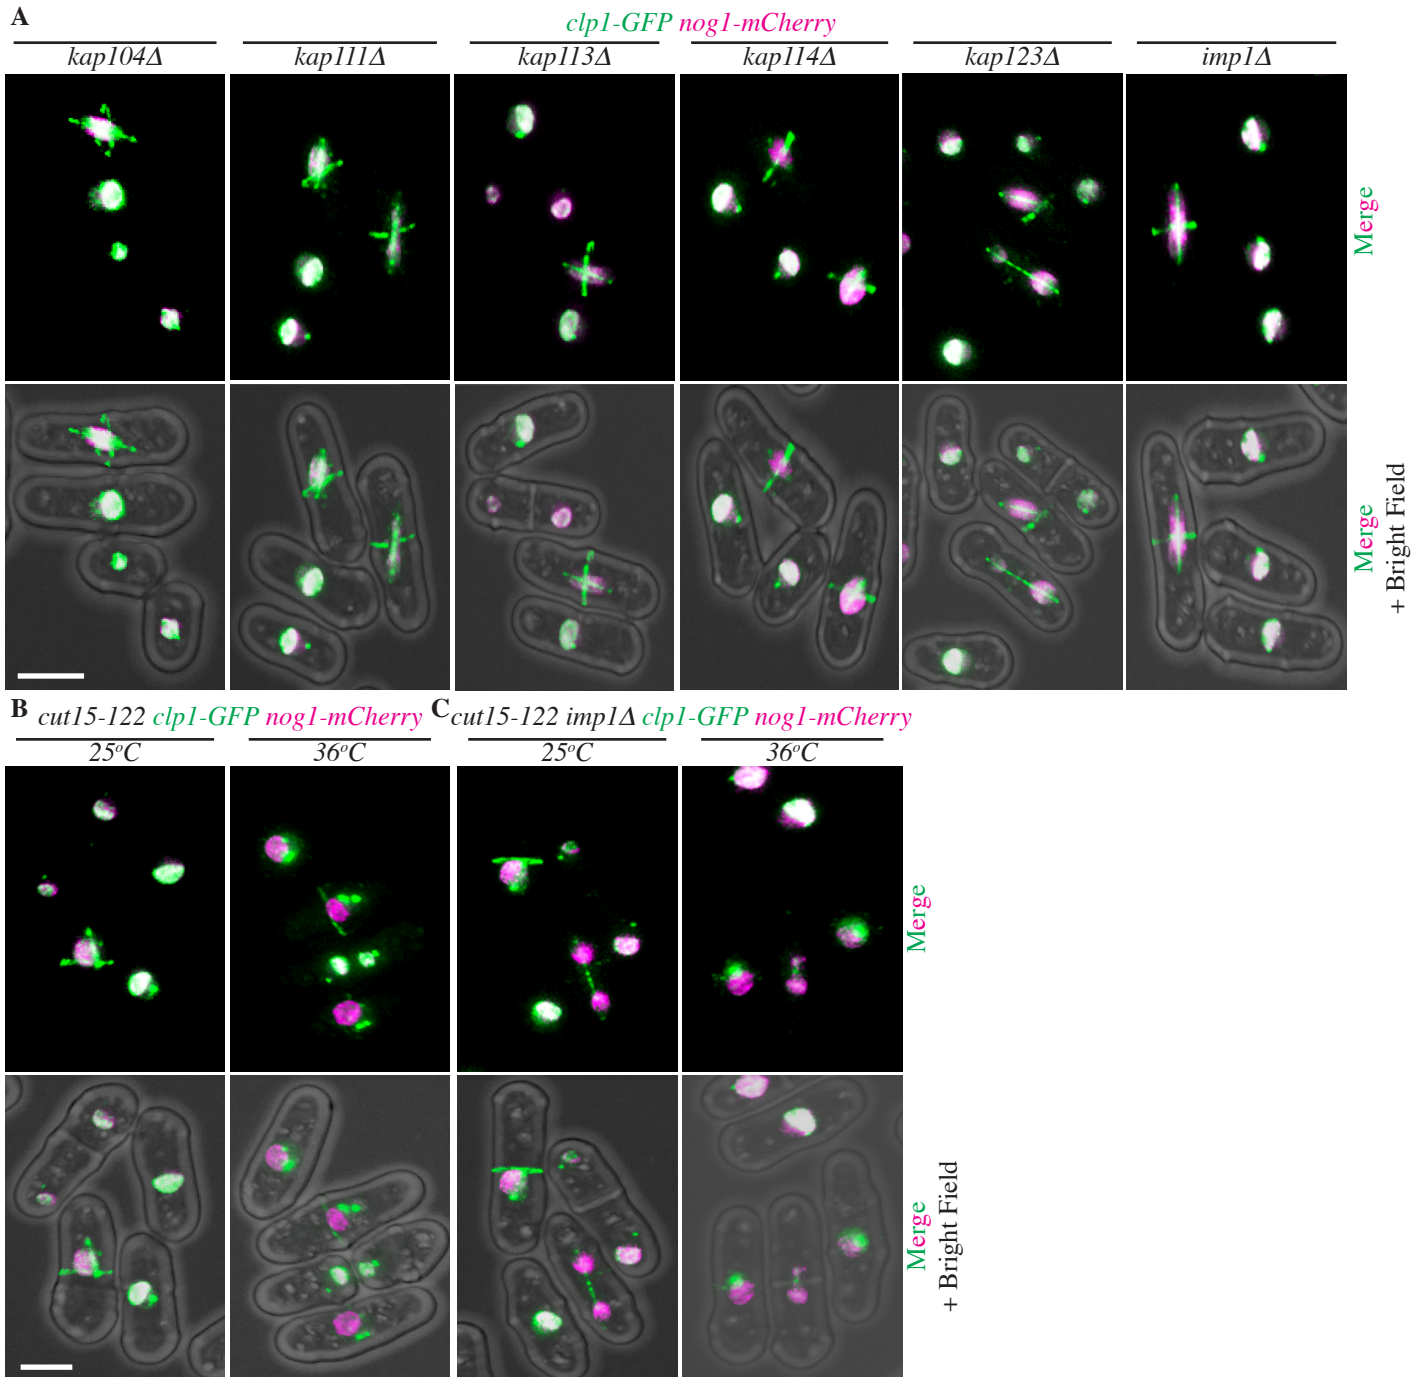 A
clp1-GFP nog1-mCherry
kap104Δ kap111Δ kap113Δ kap114Δ kap123Δ imp1Δ
Merge
Merge
+ Bright Field
B cut15-122 clp1-GFP nog1-mCherry C cut15-122 imp1Δ clp1-GFP nog1-mCherry
25°C 36°C 25°C 36°C
Merge
Merge
+ Bright Field